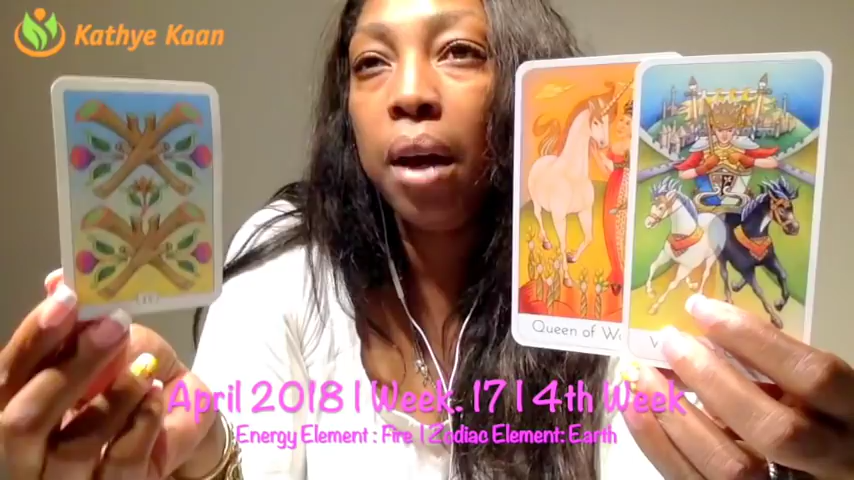 Kathye Kaan
Queen of
April 2018 | Week. 17 | 4th Week
Energy Element : Fire | Zodiac Element: Earth